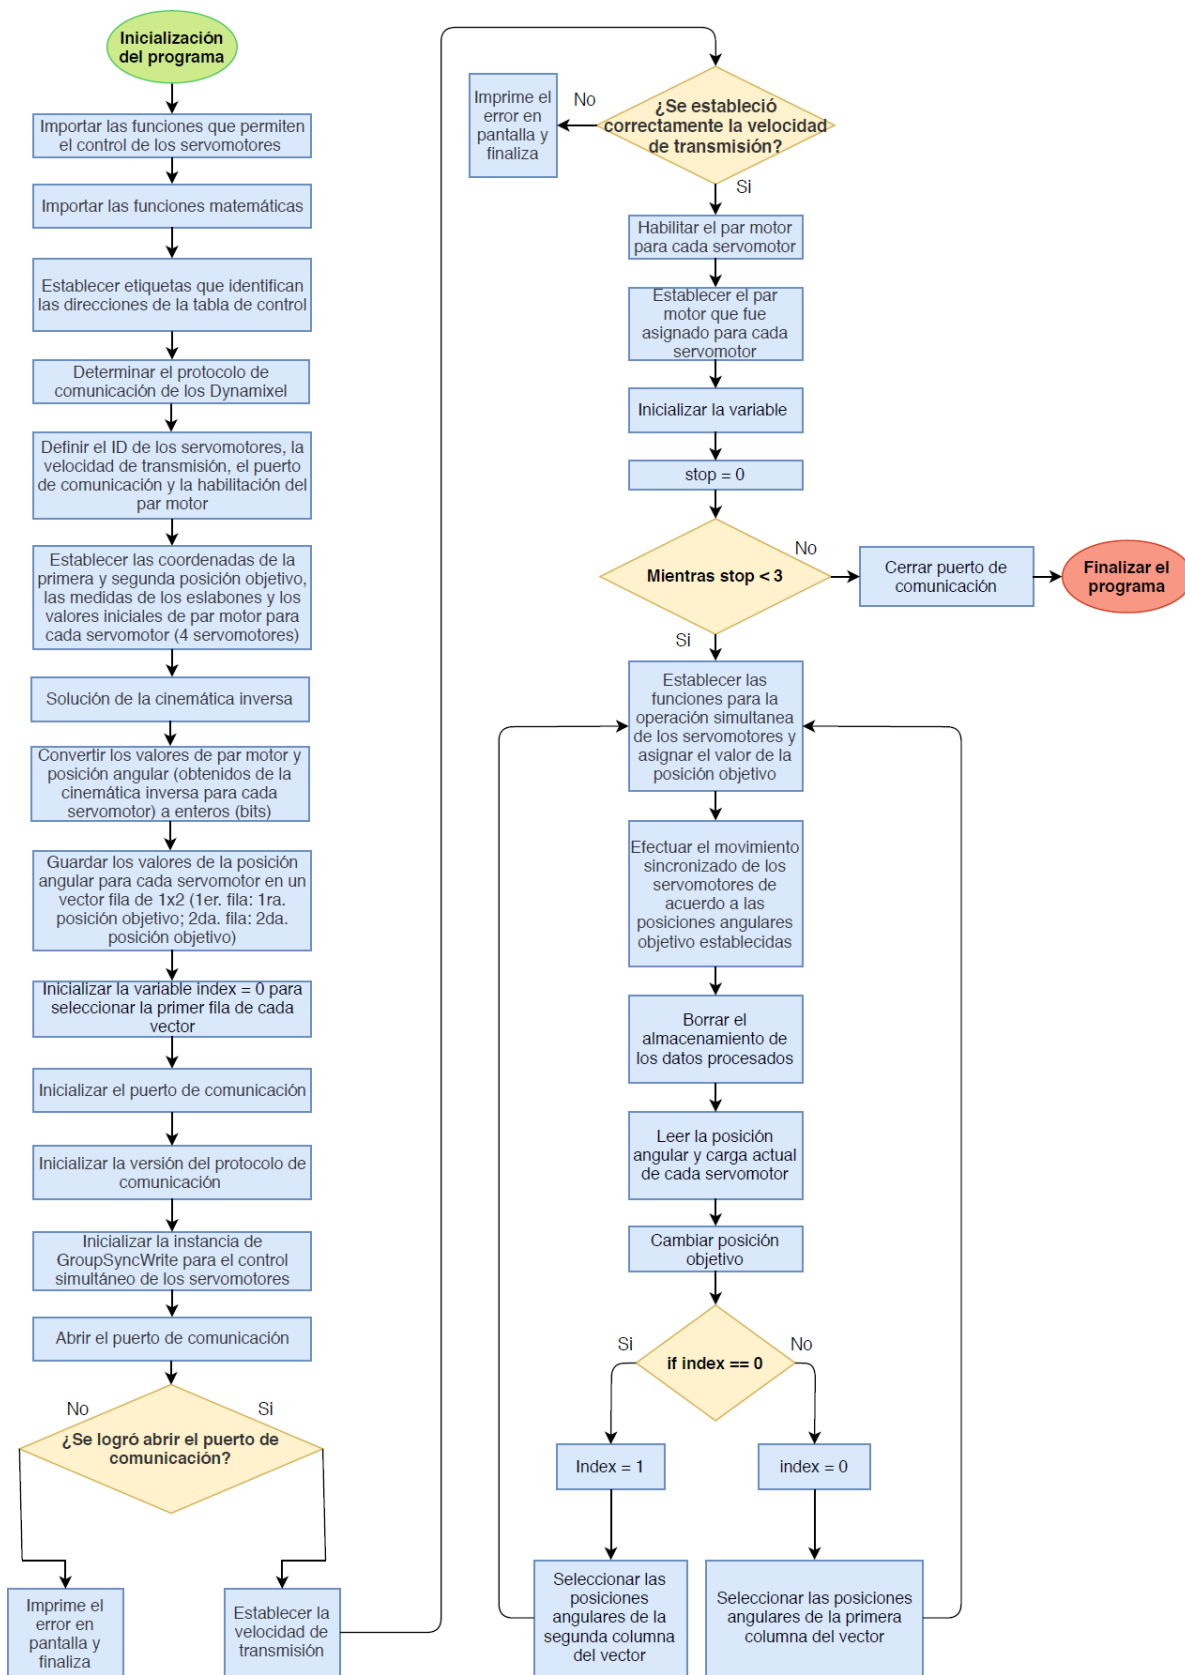 Inicialización
del programa
Importar las funciones que permiten
el control de los servomotores
Importar las funciones matemáticas
Establecer etiquetas que identifican
las direcciones de la tabla de control
Determinar el protocolo de
comunicación de los Dynamixel
Definir el ID de los servomotores, la
velocidad de transmisión, el puerto
de comunicación y la habilitación del
par motor
Establecer las coordenadas de la
primera y segunda posición objetivo,
las medidas de los eslabones y los
valores iniciales de par motor para
cada servomotor (4 servomotores)
Solución de la cinemática inversa
Convertir los valores de par motor y
posición angular (obtenidos de la
cinemática inversa para cada
servomotor) a enteros (bits)
Guardar los valores de la posición
angular para cada servomotor en un
vector fila de 1x2 (1er. fila: 1ra.
posición objetivo; 2da. fila: 2da.
posición objetivo)
Inicializar la variable index = 0 para
seleccionar la primer fila de cada
vector
Inicializar el puerto de comunicación
Inicializar la versión del protocolo de
comunicación
Inicializar la instancia de
GroupSyncWrite para el control
simultáneo de los servomotores
Abrir el puerto de comunicación
No
Si
¿Se logró abrir el puerto de
comunicación?
Imprime el
error en
pantalla y
finaliza
Establecer la
velocidad de
transmisión
¿Se estableció
correctamente la velocidad
de transmisión?
No
Imprime el
error en
pantalla y
finaliza
Si
Habilitar el par motor
para cada servomotor
Establecer el par
motor que fue
asignado para cada
servomotor
Inicializar la variable
stop = 0
Mientras stop < 3
No
Cerrar puerto de
comunicación
Finalizar el
programa
Si
Establecer las
funciones para la
operación simultanea
de los servomotores y
asignar el valor de la
posición objetivo
Efectuar el movimiento
sincronizado de los
servomotores de
acuerdo a las
posiciones angulares
objetivo establecidas
Borrar el
almacenamiento de
los datos procesados
Leer la posición
angular y carga actual
de cada servomotor
Cambiar posición
objetivo
Si
No
if index == 0
Index = 1
index = 0
Seleccionar las
posiciones
angulares de la
segunda columna
del vector
Seleccionar las posiciones
angulares de la primera
columna del vector